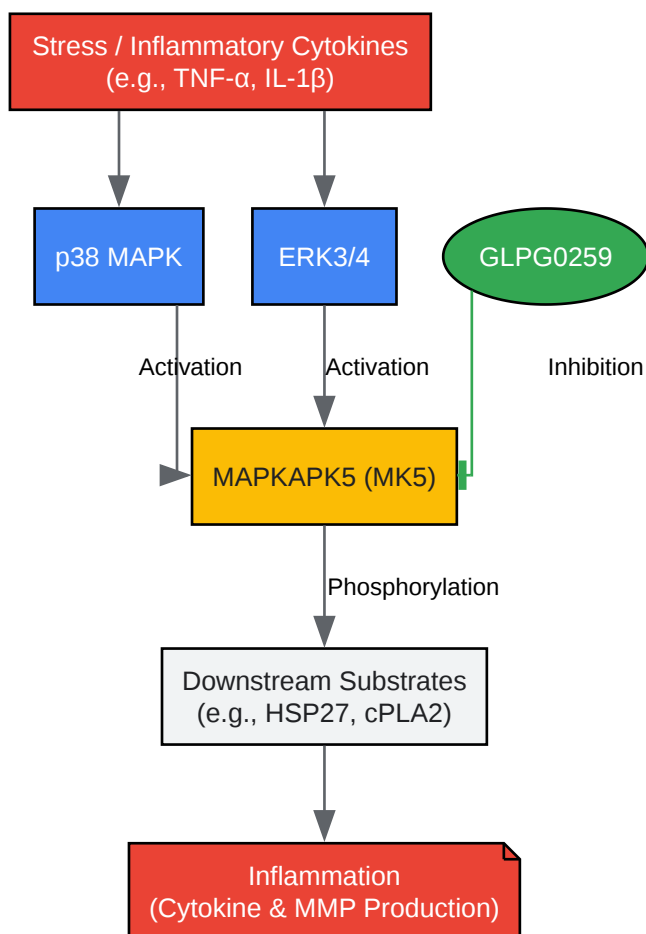 Stress / Inflammatory Cytokines
(e.g., TNF-α, IL-1β)
p38 MAPK
ERK3/4
GLPG0259
Activation
Activation
Inhibition
MAPKAPK5 (MK5)
Phosphorylation
Downstream Substrates
(e.g., HSP27, cPLA2)
Inflammation
(Cytokine & MMP Production)